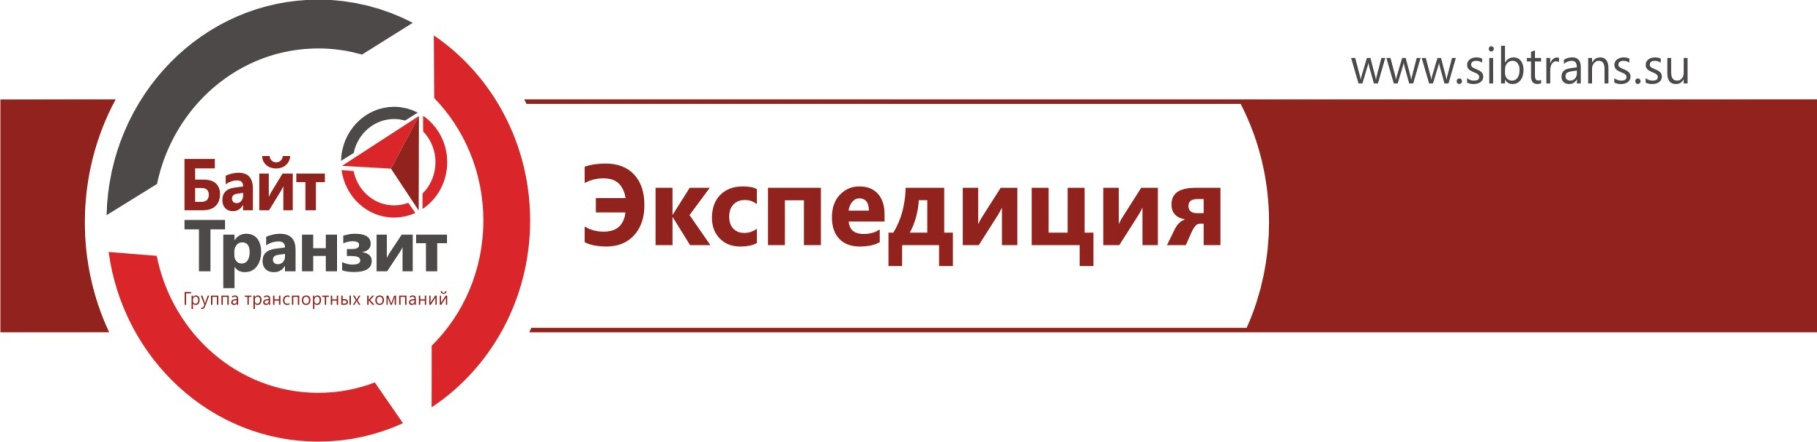 www.sibtrans.su
Байт
Транзит
Группа транспортных компаний
Экспедиция